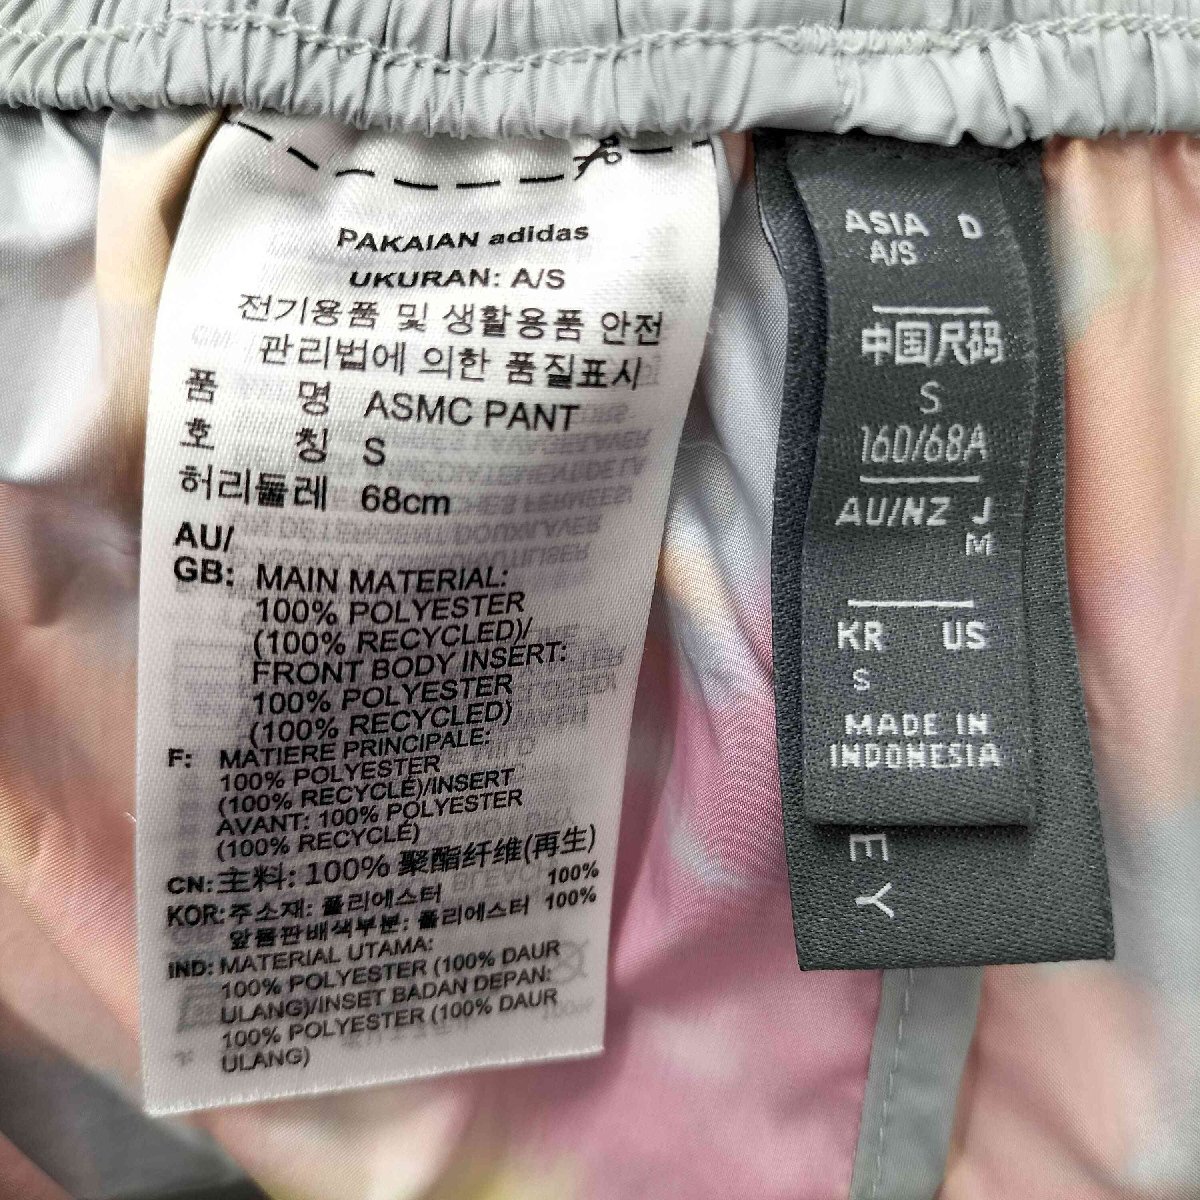 PAKAIAN adidas
UKURAN: A/S
전기용품 및 생활용품 안전
관리법에 의한 품질표시
품 명 ASMC PANT
호 칭 S
허리둘레 68cm
AU/
GB: MAIN MATERIAL:
100% POLYESTER
(100% RECYCLED)/
FRONT BODY INSERT:
100% POLYESTER
(100% RECYCLED)
F: MATIERE PRINCIPALE:
100% POLYESTER
(100% RECYCLÉ)/INSERT
AVANT: 100% POLYESTER
(100% RECYCLÉ)
CN: 主料: 100% 聚酯纤维(再生)
KOR: 주소재: 폴리에스터 100%
앞몸판배색부분: 폴리에스터 100%
IND: MATERIAL UTAMA:
100% POLYESTER (100% DAUR
ULANG)/INSET BADAN DEPAN:
100% POLYESTER (100% DAUR
ULANG)
ASIA D
A/S
中国尺码
S
160/68A
AU/NZ J
M
KR US
S
MADE IN
INDONESIA
EY